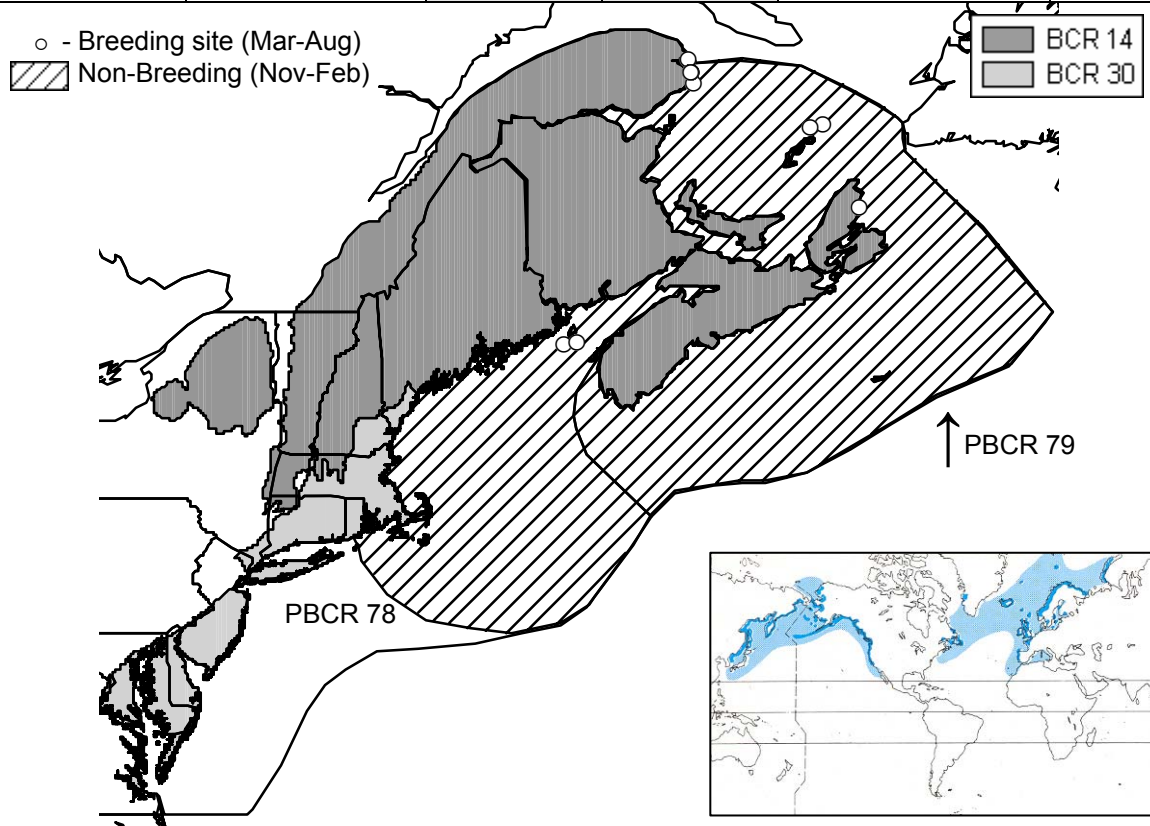 ○ - Breeding site (Mar-Aug)
Non-Breeding (Nov-Feb)
BCR 14
BCR 30
PBCR 79
PBCR 78